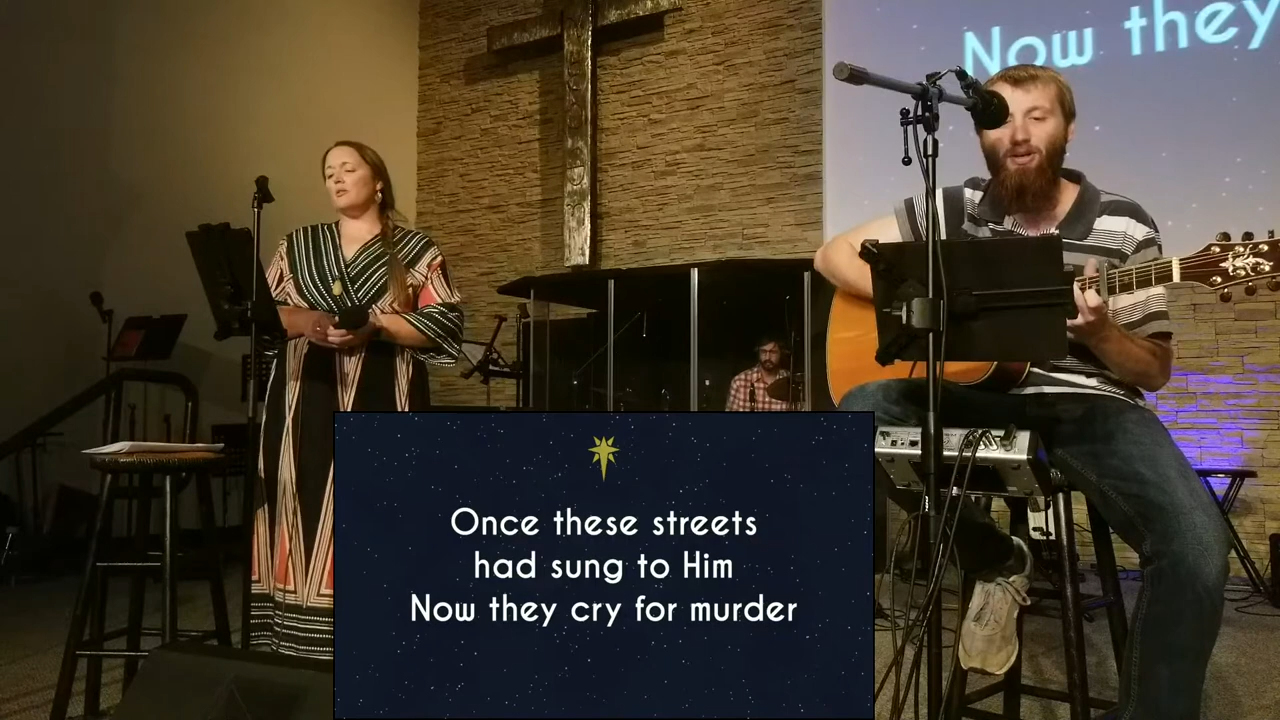 Now they
Once these streets
had sung to Him
Now they cry for murder